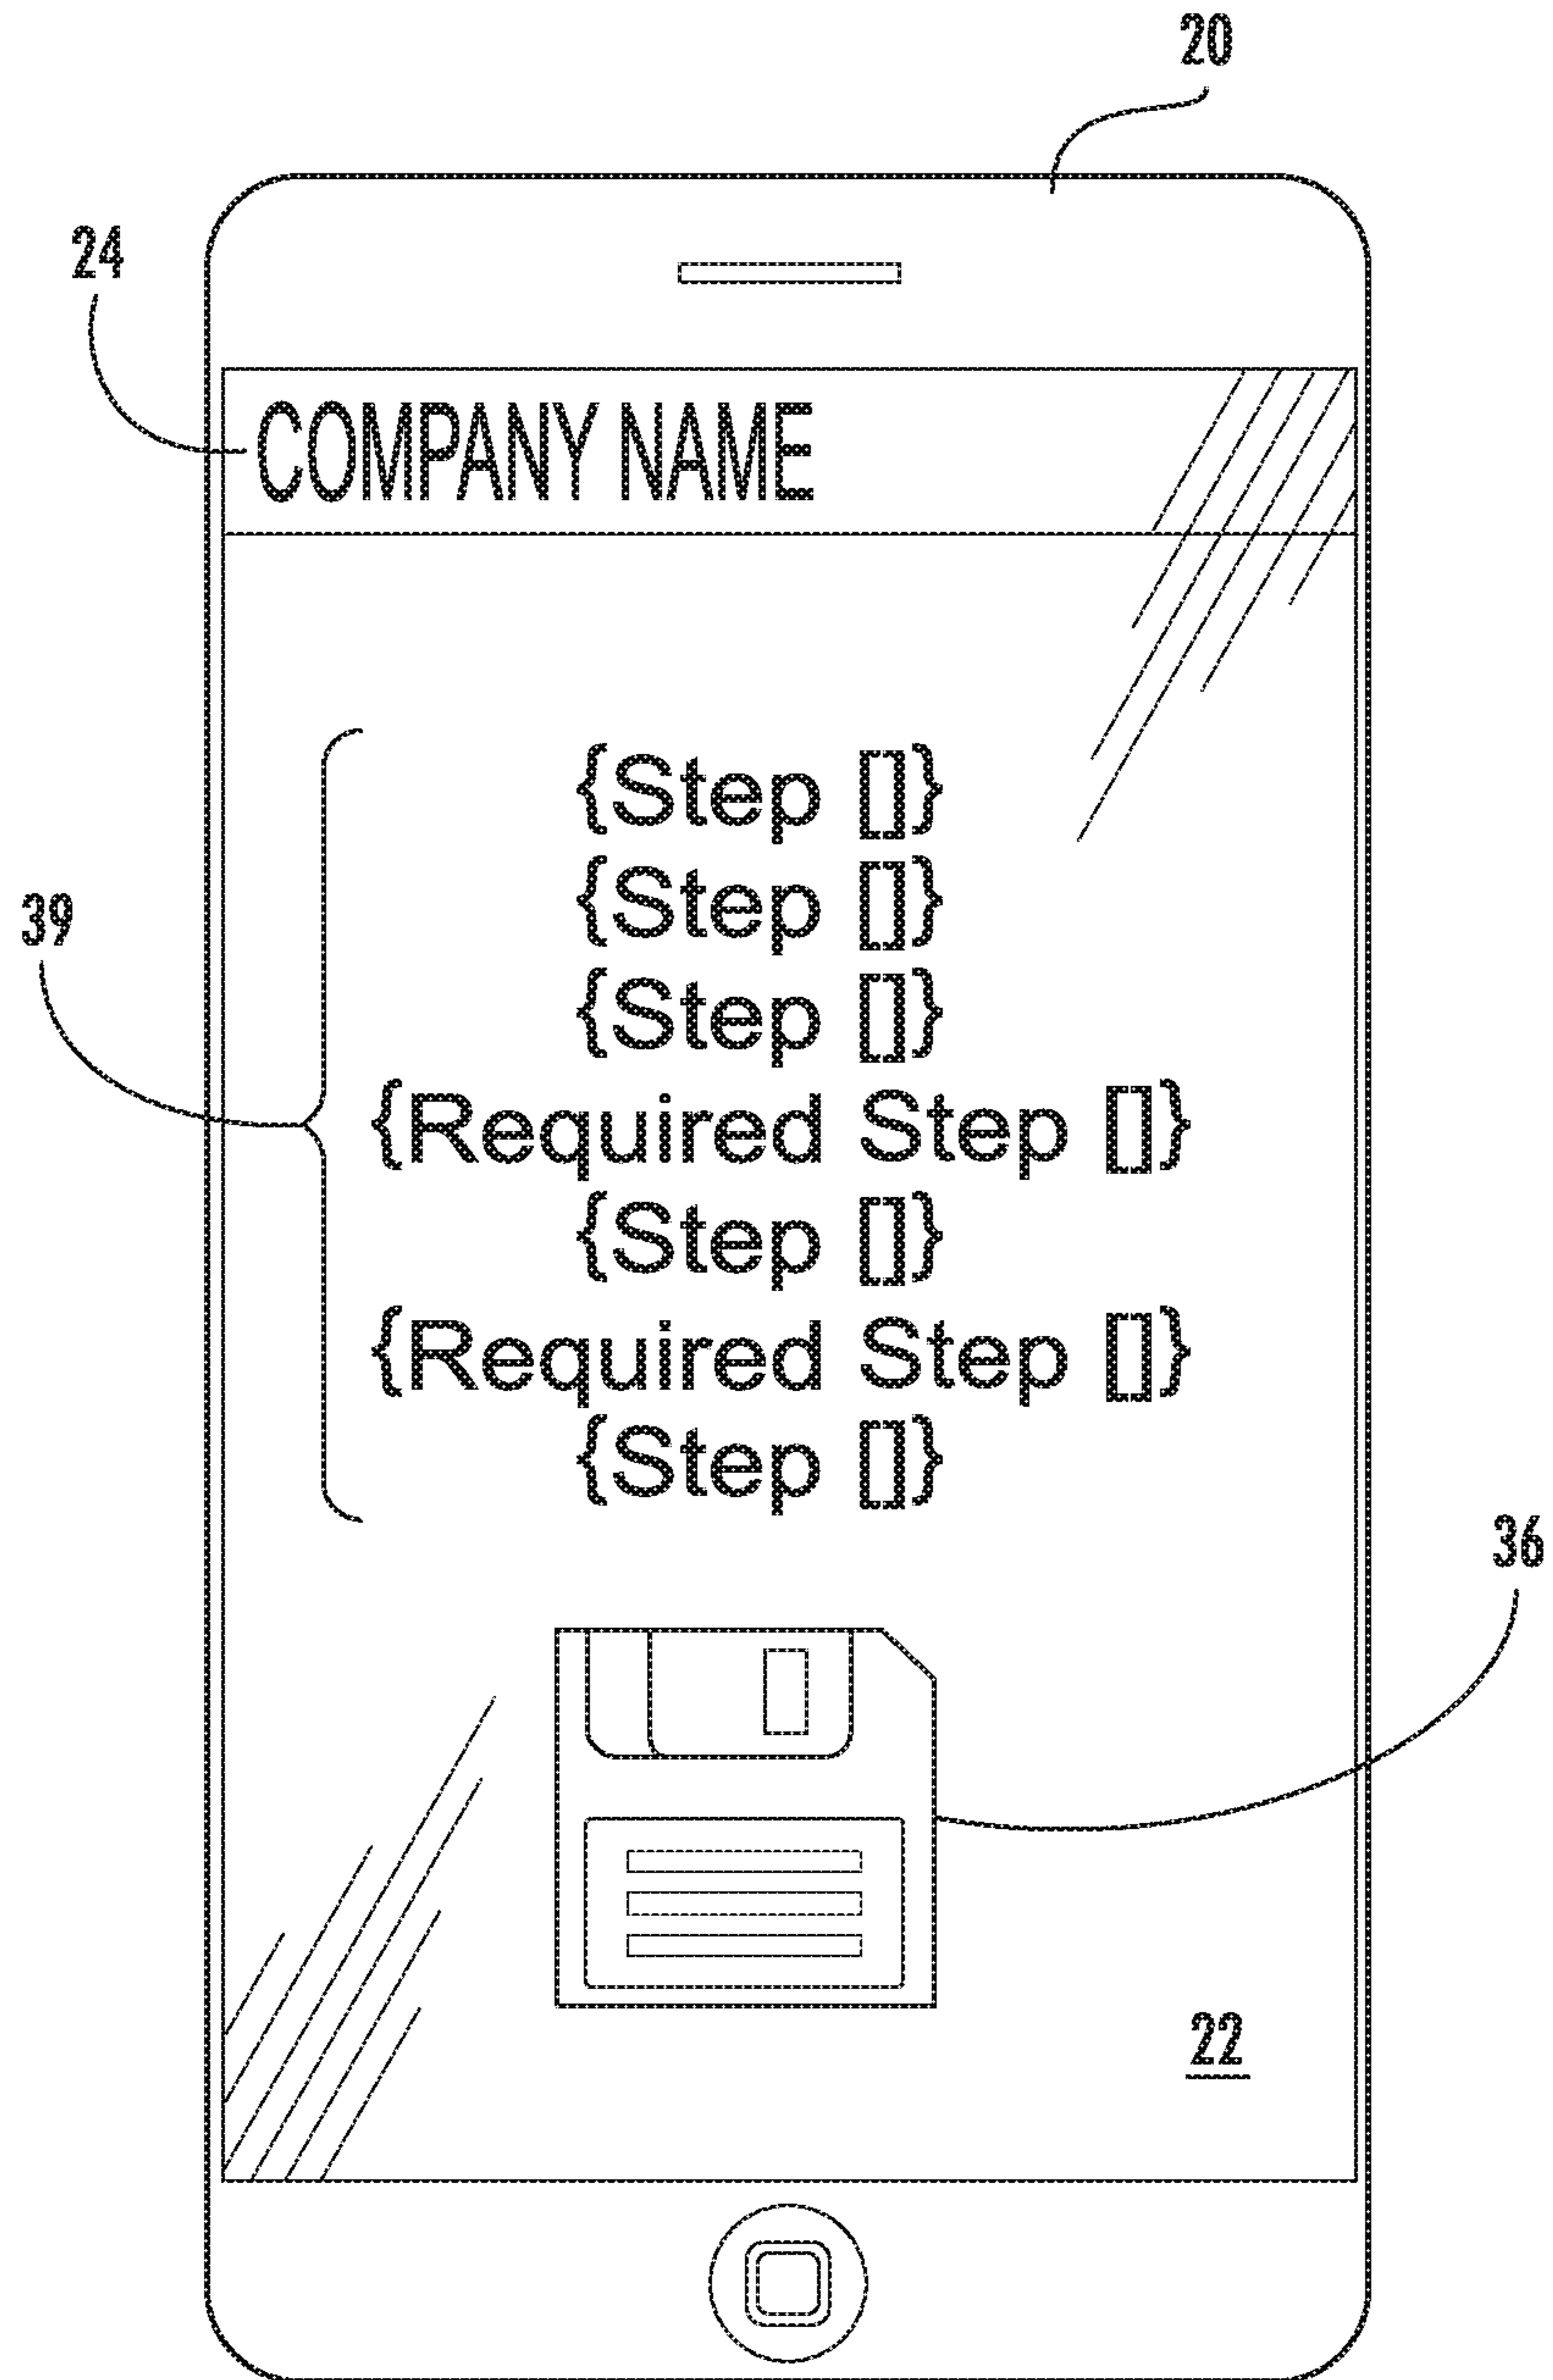 20
24
COMPANY NAME
{Step []}
{Step []}
39
{Step []}
{Required Step []}
{Step []}
{Required Step []}
{Step []}
36
22